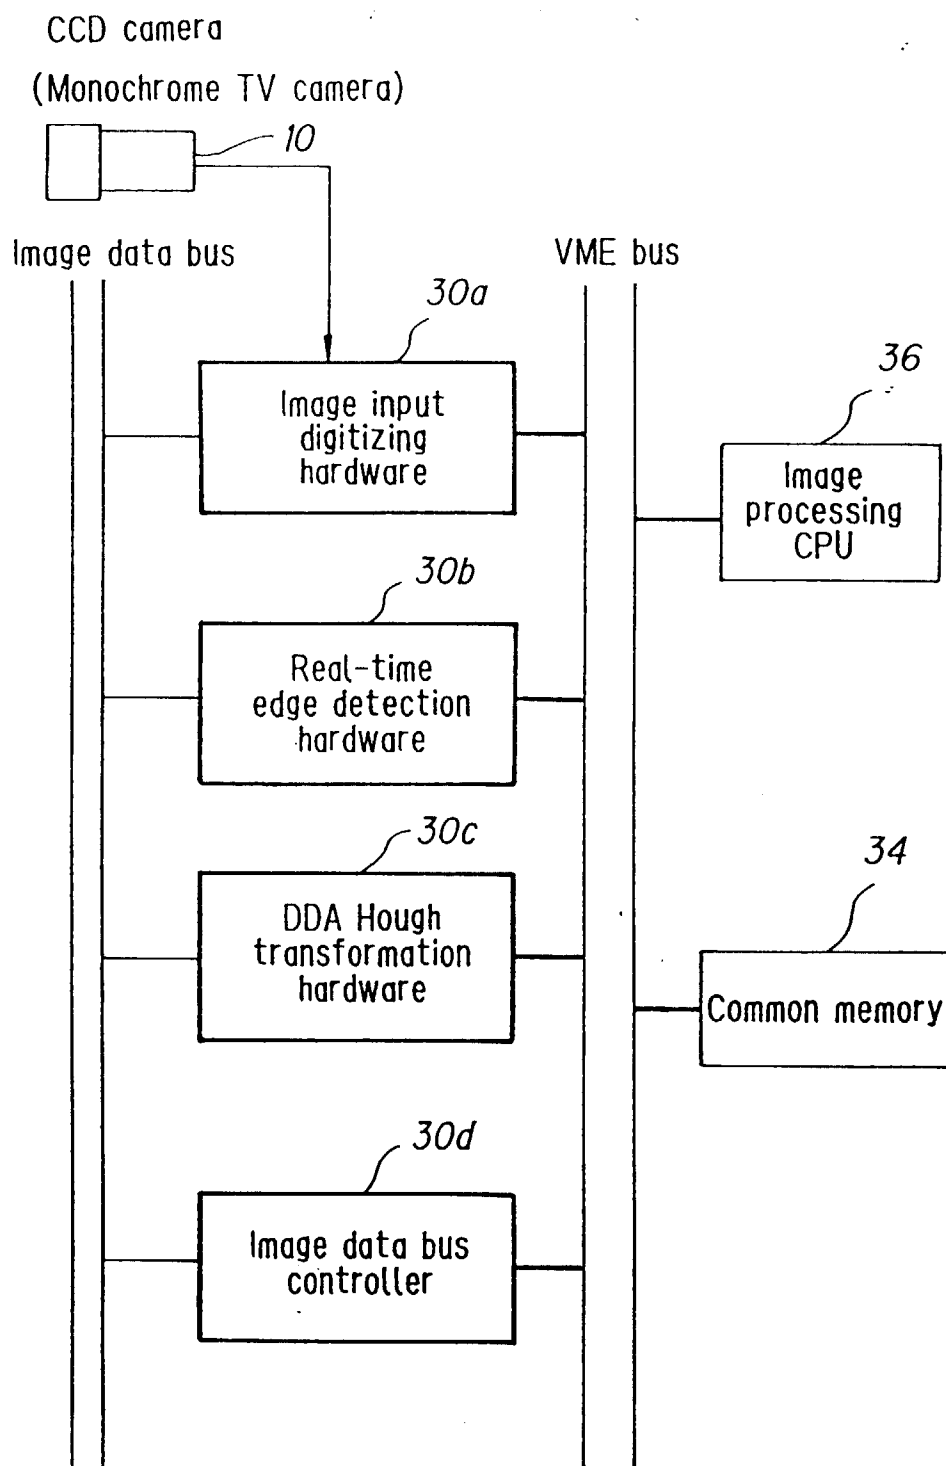 CCD camera
(Monochrome TV camera)
10
Image data bus
VME bus
30a
Image input
digitizing
hardware
36
Image
processing
CPU
30b
Real-time
edge detection
hardware
30c
DDA Hough
transformation
hardware
34
Common memory
30d
Image data bus
controller